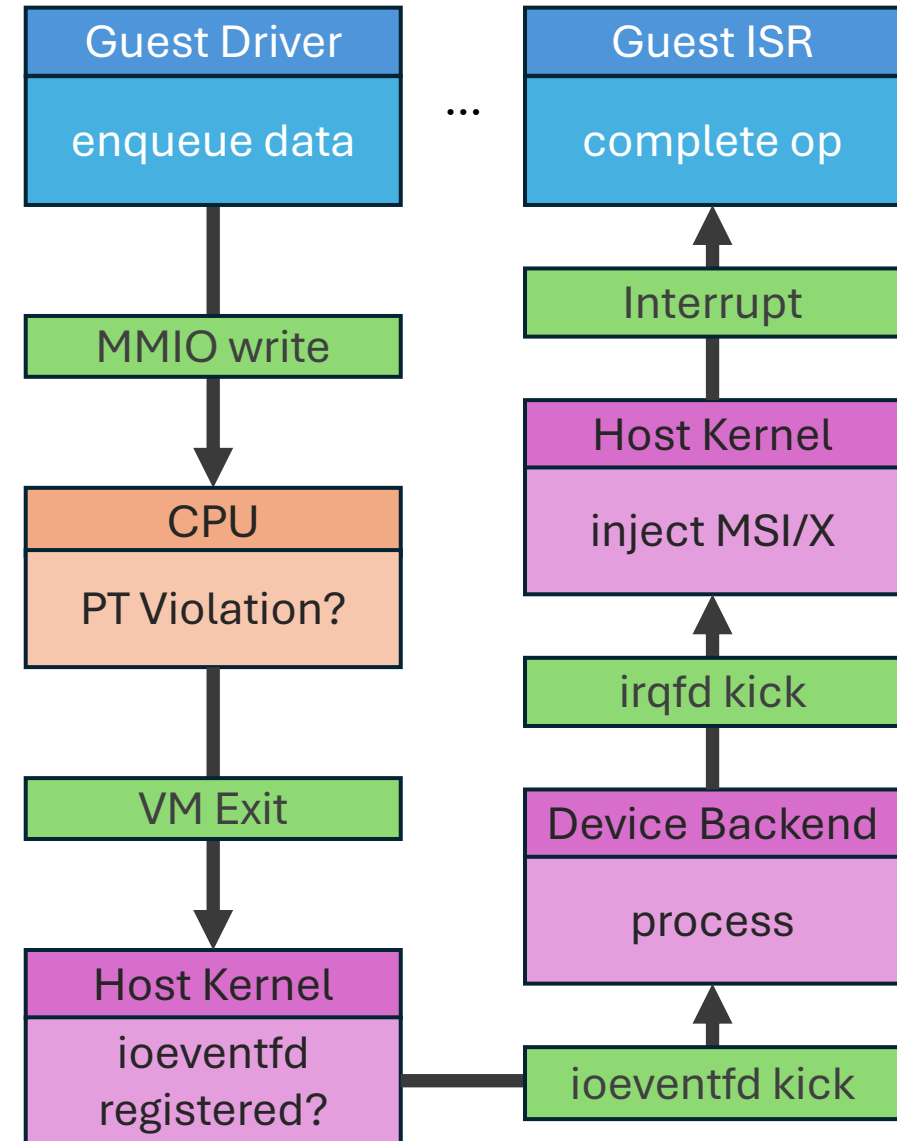 Guest Driver
enqueue data
MMIO write
CPU
PT Violation?
VM Exit
Host Kernel
ioeventfd
registered?
...
Guest ISR
complete op
Interrupt
Host Kernel
inject MSI/X
irqfd kick
Device Backend
process
ioeventfd kick